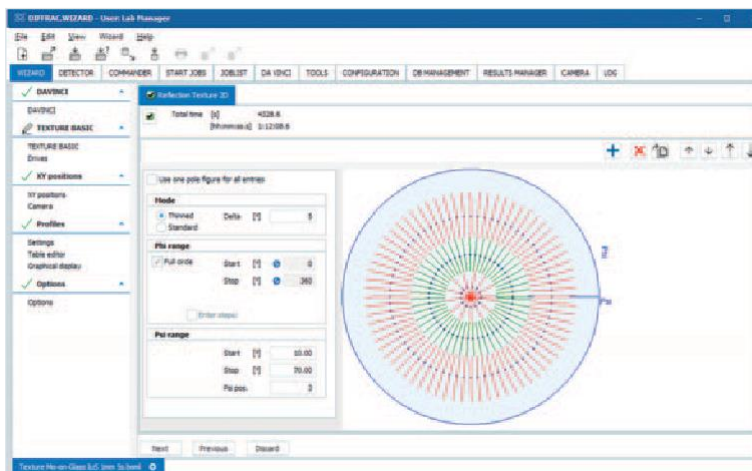 DIFFRAC.WIZARD - User: Lab Manager
File Edit View Wizard Help
WIZARD DETECTOR COMMANDER START JOBS JOBLIST DA VINCI TOOLS CONFIGURATION DB MANAGEMENT RESULTS MANAGER CAMERA LOG
DAVINCI
DAVINCI
TEXTURE BASIC
TEXTURE BASIC
Drives
XY positions
XY positions
Camera
Profiles
Settings
Table editor
Graphical display
Options
Options
Reflection Texture 2D
Total time [s] 4328.6
[hh:mm:ss.s] 1:12:08.6
Use one pole figure for all entries
Mode
Thinned Delta [°] 5
Standard
Phi range
Full circle Start [°] 0
Stop [°] 360
Enter steps:
Psi range
Start [°] 10.00
Stop [°] 70.00
Psi pos. 3
Phi
Psi
Next Previous Discard